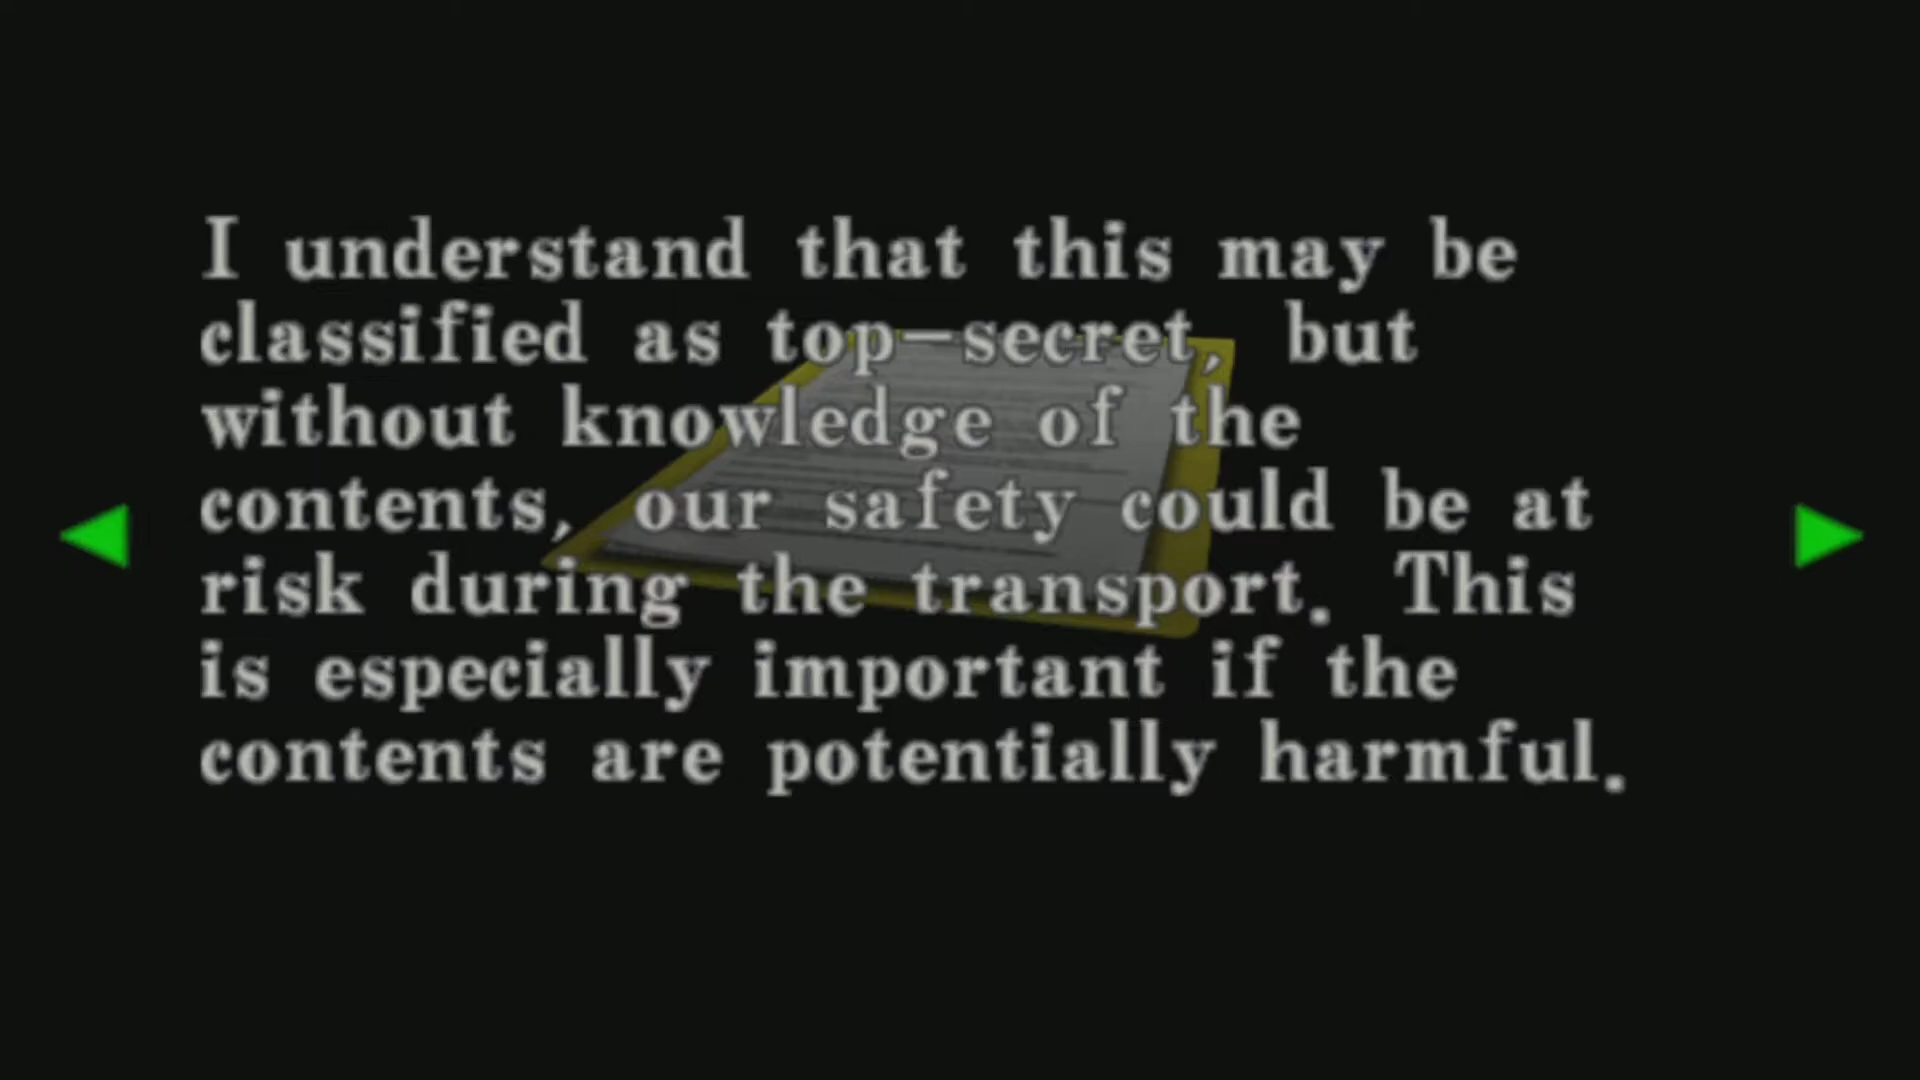 I understand that this may be
classified as top-secret, but
without knowledge of the
contents, our safety could be at
risk during the transport. This
is especially important if the
contents are potentially harmful.